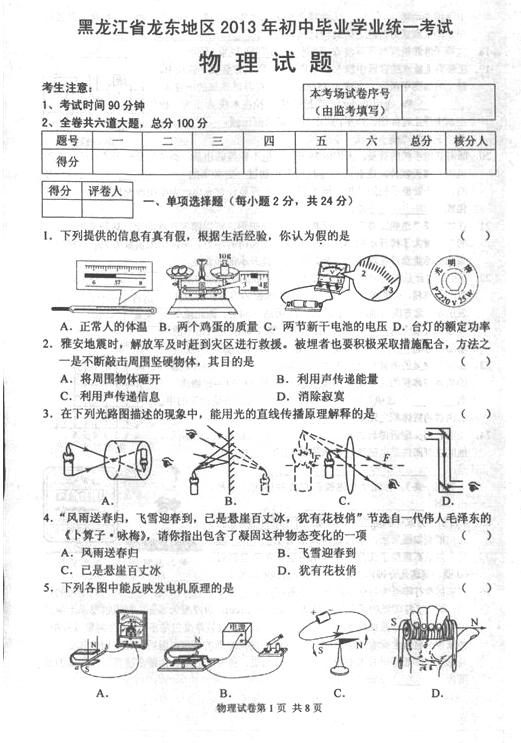 黑龙江省龙东地区 2013 年初中毕业学业统一考试
物 理 试 题
考生注意：
1、考试时间 90 分钟
2、全卷共六道大题，总分 100 分
本考场试卷序号
（由监考填写）
题号 一 二 三 四 五 六 总分 核分人
得分
得分 评卷人
一、单项选择题（每小题 2 分，共 24 分）
1．下列提供的信息有真有假，根据生活经验，你认为假的是 （ ）
A．正常人的体温 B．两个鸡蛋的质量 C．两节新干电池的电压 D．台灯的额定功率
2．雅安地震时，解放军及时赶到灾区进行救援。被埋者也要积极采取措施配合，方法之
一是不断敲击周围坚硬物体，其目的是 （ ）
A．将周围物体砸开 B．利用声传递能量
C．利用声传递信息 D．消除寂寞
3．在下列光路图描述的现象中，能用光的直线传播原理解释的是 （ ）
F F
A． B． C． D．
4．“风雨送春归，飞雪迎春到，已是悬崖百丈冰，犹有花枝俏”节选自一代伟人毛泽东的
《卜算子·咏梅》，请你指出包含了凝固这种物态变化的一项 （ ）
A．风雨送春归 B．飞雪迎春到
C．已是悬崖百丈冰 D．犹有花枝俏
5．下列各图中能反映发电机原理的是 （ ）
电源 S N S N
A． B． C． D．
物理试卷第 1 页 共 8 页